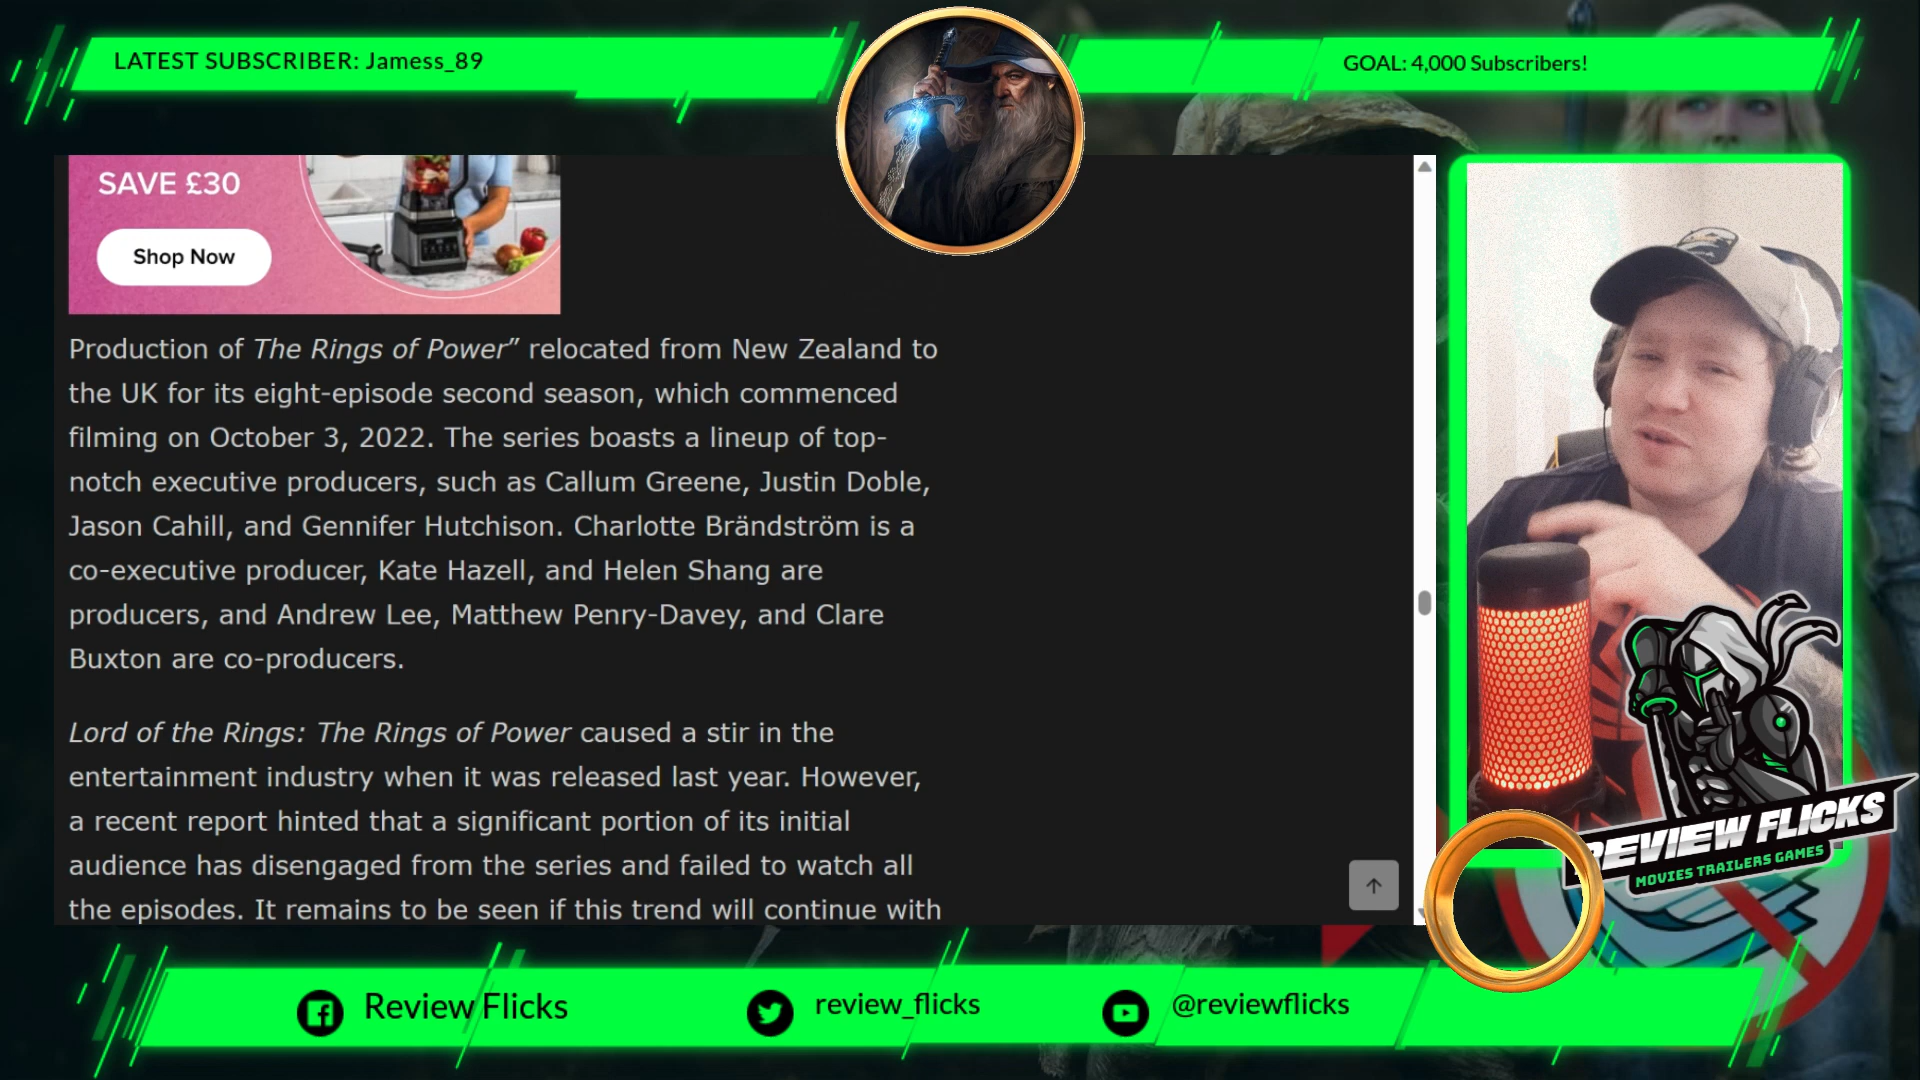 LATEST SUBSCRIBER: Jamess_89
GOAL: 4,000 Subscribers!
SAVE £30
Shop Now
Production of The Rings of Power” relocated from New Zealand to
the UK for its eight-episode second season, which commenced
filming on October 3, 2022. The series boasts a lineup of top-
notch executive producers, such as Callum Greene, Justin Doble,
Jason Cahill, and Gennifer Hutchison. Charlotte Brändström is a
co-executive producer, Kate Hazell, and Helen Shang are
producers, and Andrew Lee, Matthew Penry-Davey, and Clare
Buxton are co-producers.
Lord of the Rings: The Rings of Power caused a stir in the
entertainment industry when it was released last year. However,
a recent report hinted that a significant portion of its initial
audience has disengaged from the series and failed to watch all
the episodes. It remains to be seen if this trend will continue with
REVIEW FLICKS
MOVIES TRAILERS GAMES
Review Flicks
review_flicks
@reviewflicks